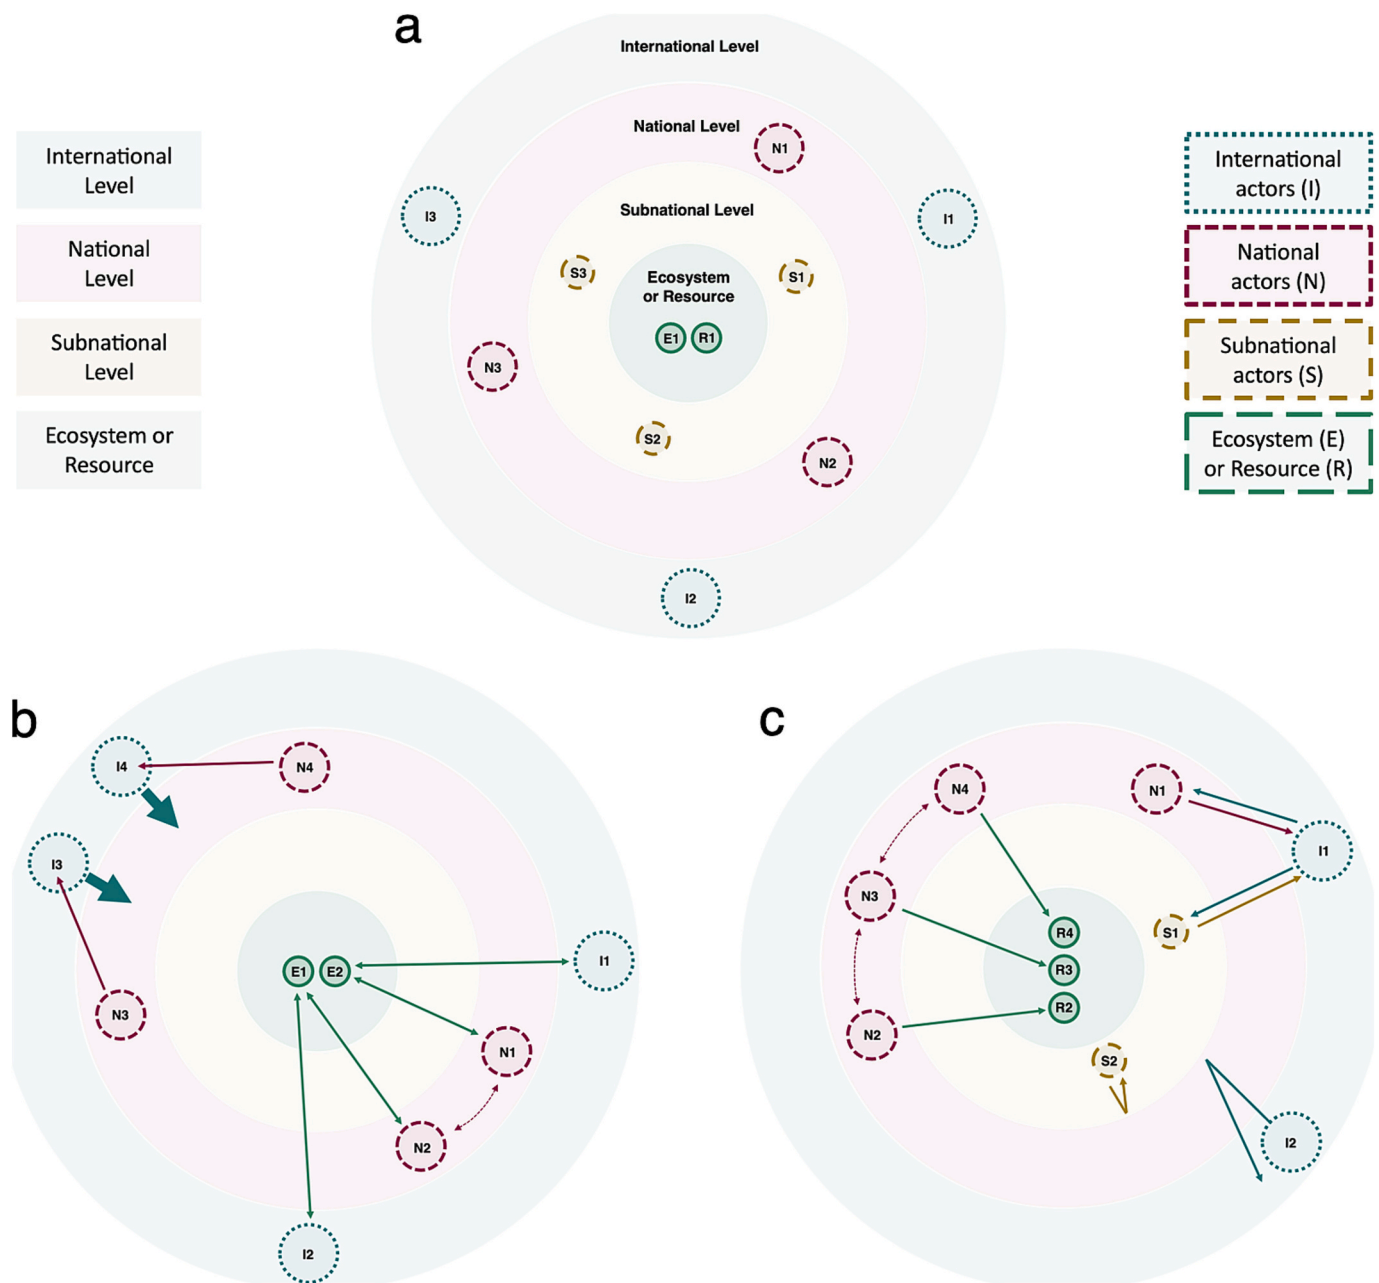 a
International Level
National Level
N1
I3
I1
Subnational Level
S3
S1
Ecosystem
or Resource
E1
R1
N3
S2
N2
I2
International
Level
National
Level
Subnational
Level
Ecosystem or
Resource
International
actors (I)
National
actors (N)
Subnational
actors (S)
Ecosystem (E)
or Resource (R)
b
I4
N4
I3
E1
E2
I1
N3
N1
N2
I2
c
N4
N1
I1
N3
S1
R4
R3
R2
N2
S2
I2